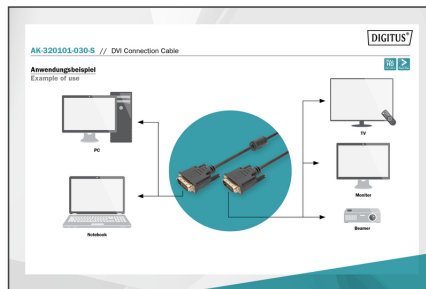 DIGITUS®
AK-320101-030-S // DVI Connection Cable
Anwendungsbeispiel
Example of use
PC
TV
Monitor
Notebook
Beamer